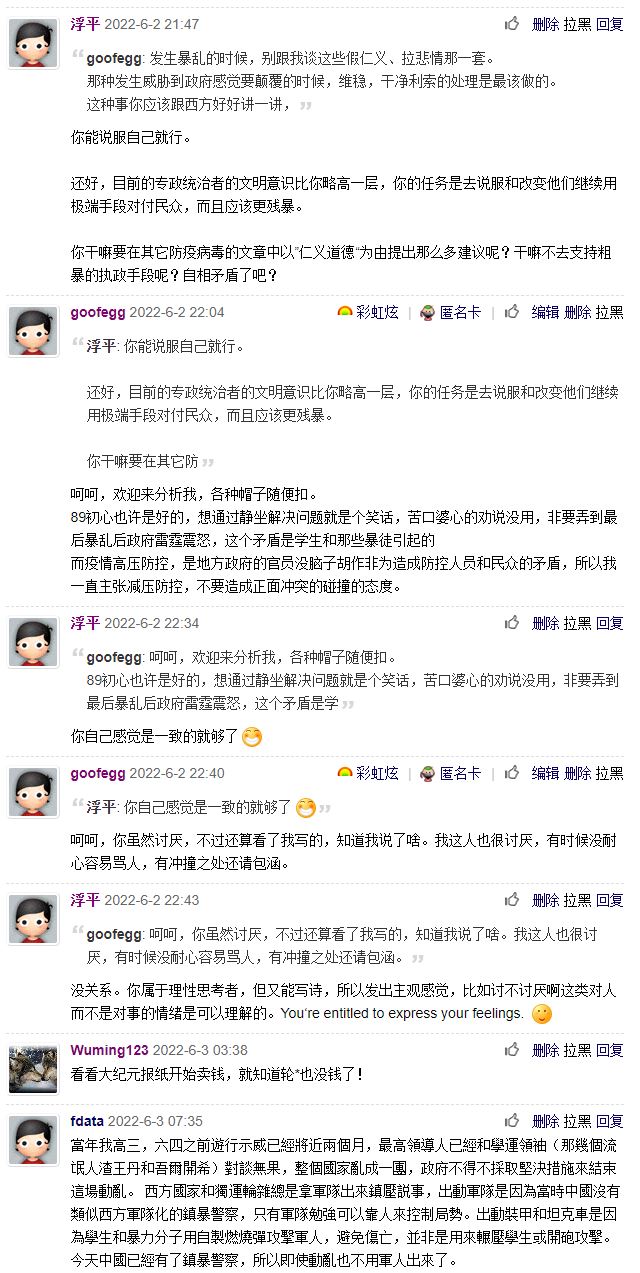 浮平 2022-6-2 21:47 删除 拉黑 回复
“ goofegg: 发生暴乱的时候，别跟我谈这些假仁义、拉悲情那一套。
那种发生威胁到政府感觉要颠覆的时候，维稳，干净利索的处理是最该做的。
这种事你应该跟西方好好讲一讲， ”
你能说服自己就行。
还好，目前的专政统治者的文明意识比你略高一层，你的任务是去说服和改变他们继续用
极端手段对付民众，而且应该更残暴。
你干嘛要在其它防疫病毒的文章中以”仁义道德“为由提出那么多建议呢？干嘛不去支持粗
暴的执政手段呢？自相矛盾了吧？
goofegg 2022-6-2 22:04 彩虹炫 | 匿名卡 | 编辑 删除 拉黑
“ 浮平: 你能说服自己就行。
还好，目前的专政统治者的文明意识比你略高一层，你的任务是去说服和改变他们继续
用极端手段对付民众，而且应该更残暴。
你干嘛要在其它防 ”
呵呵，欢迎来分析我，各种帽子随便扣。
89初心也许是好的，想通过静坐解决问题就是个笑话，苦口婆心的劝说没用，非要弄到最
后暴乱后政府雷霆震怒，这个矛盾是学生和那些暴徒引起的
而疫情高压防控，是地方政府的官员没脑子胡作非为造成防控人员和民众的矛盾，所以我
一直主张减压防控，不要造成正面冲突的碰撞的态度。
浮平 2022-6-2 22:34 删除 拉黑 回复
“ goofegg: 呵呵，欢迎来分析我，各种帽子随便扣。
89初心也许是好的，想通过静坐解决问题就是个笑话，苦口婆心的劝说没用，非要弄到
最后暴乱后政府雷霆震怒，这个矛盾是学 ”
你自己感觉是一致的就够了
goofegg 2022-6-2 22:40 彩虹炫 | 匿名卡 | 编辑 删除 拉黑
“ 浮平: 你自己感觉是一致的就够了 ”
呵呵，你虽然讨厌，不过还算看了我写的，知道我说了啥。我这人也很讨厌，有时候没耐
心容易骂人，有冲撞之处还请包涵。
浮平 2022-6-2 22:43 删除 拉黑 回复
“ goofegg: 呵呵，你虽然讨厌，不过还算看了我写的，知道我说了啥。我这人也很讨
厌，有时候没耐心容易骂人，有冲撞之处还请包涵。 ”
没关系。你属于理性思考者，但又能写诗，所以发出主观感觉，比如讨不讨厌啊这类对人
而不是对事的情绪是可以理解的。You‘re entitled to express your feelings.
Wuming123 2022-6-3 03:38 删除 拉黑 回复
看看大纪元报纸开始卖钱，就知道轮*也没钱了！
fdata 2022-6-3 07:35 删除 拉黑 回复
當年我高三，六四之前遊行示威已經將近兩個月，最高領導人已經和學運領袖（那幾個流
氓人渣王丹和吾爾開希）對談無果，整個國家亂成一團，政府不得不採取堅決措施來結束
這場動亂。 西方國家和獨運輪雜總是拿軍隊出來鎮壓説事，出動軍隊是因為當時中國沒有
類似西方軍隊化的鎮暴警察，只有軍隊勉強可以靠人來控制局勢。出動裝甲和坦克車是因
為學生和暴力分子用自製燃燒彈攻擊軍人，避免傷亡，並非是用來輾壓學生或開砲攻擊。
今天中國已經有了鎮暴警察，所以即使動亂也不用軍人出來了。